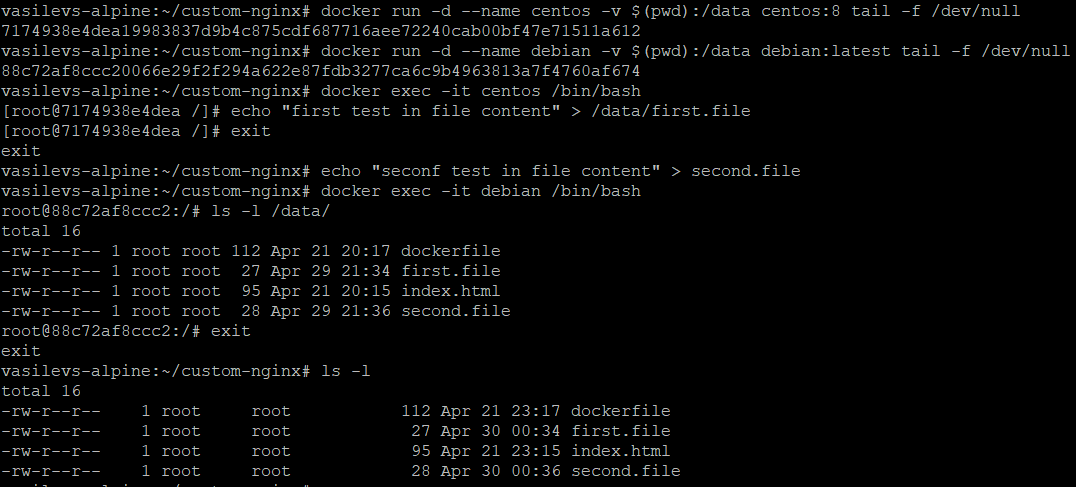 vasilevs-alpine:~/custom-nginx# docker run -d --name centos -v $(pwd):/data centos:8 tail -f /dev/null
7174938e4dea19983837d9b4c875cdf687716aee72240cab00bf47e71511a612
vasilevs-alpine:~/custom-nginx# docker run -d --name debian -v $(pwd):/data debian:latest tail -f /dev/null
88c72af8ccc20066e29f2f294a622e87fdb3277ca6c9b4963813a7f4760af674
vasilevs-alpine:~/custom-nginx# docker exec -it centos /bin/bash
[root@7174938e4dea /]# echo "first test in file content" > /data/first.file
[root@7174938e4dea /]# exit
exit
vasilevs-alpine:~/custom-nginx# echo "seconf test in file content" > second.file
vasilevs-alpine:~/custom-nginx# docker exec -it debian /bin/bash
root@88c72af8ccc2:/# ls -l /data/
total 16
-rw-r--r-- 1 root root 112 Apr 21 20:17 dockerfile
-rw-r--r-- 1 root root  27 Apr 29 21:34 first.file
-rw-r--r-- 1 root root  95 Apr 21 20:15 index.html
-rw-r--r-- 1 root root  28 Apr 29 21:36 second.file
root@88c72af8ccc2:/# exit
exit
vasilevs-alpine:~/custom-nginx# ls -l
total 16
-rw-r--r--    1 root     root           112 Apr 21 23:17 dockerfile
-rw-r--r--    1 root     root            27 Apr 30 00:34 first.file
-rw-r--r--    1 root     root            95 Apr 21 23:15 index.html
-rw-r--r--    1 root     root            28 Apr 30 00:36 second.file